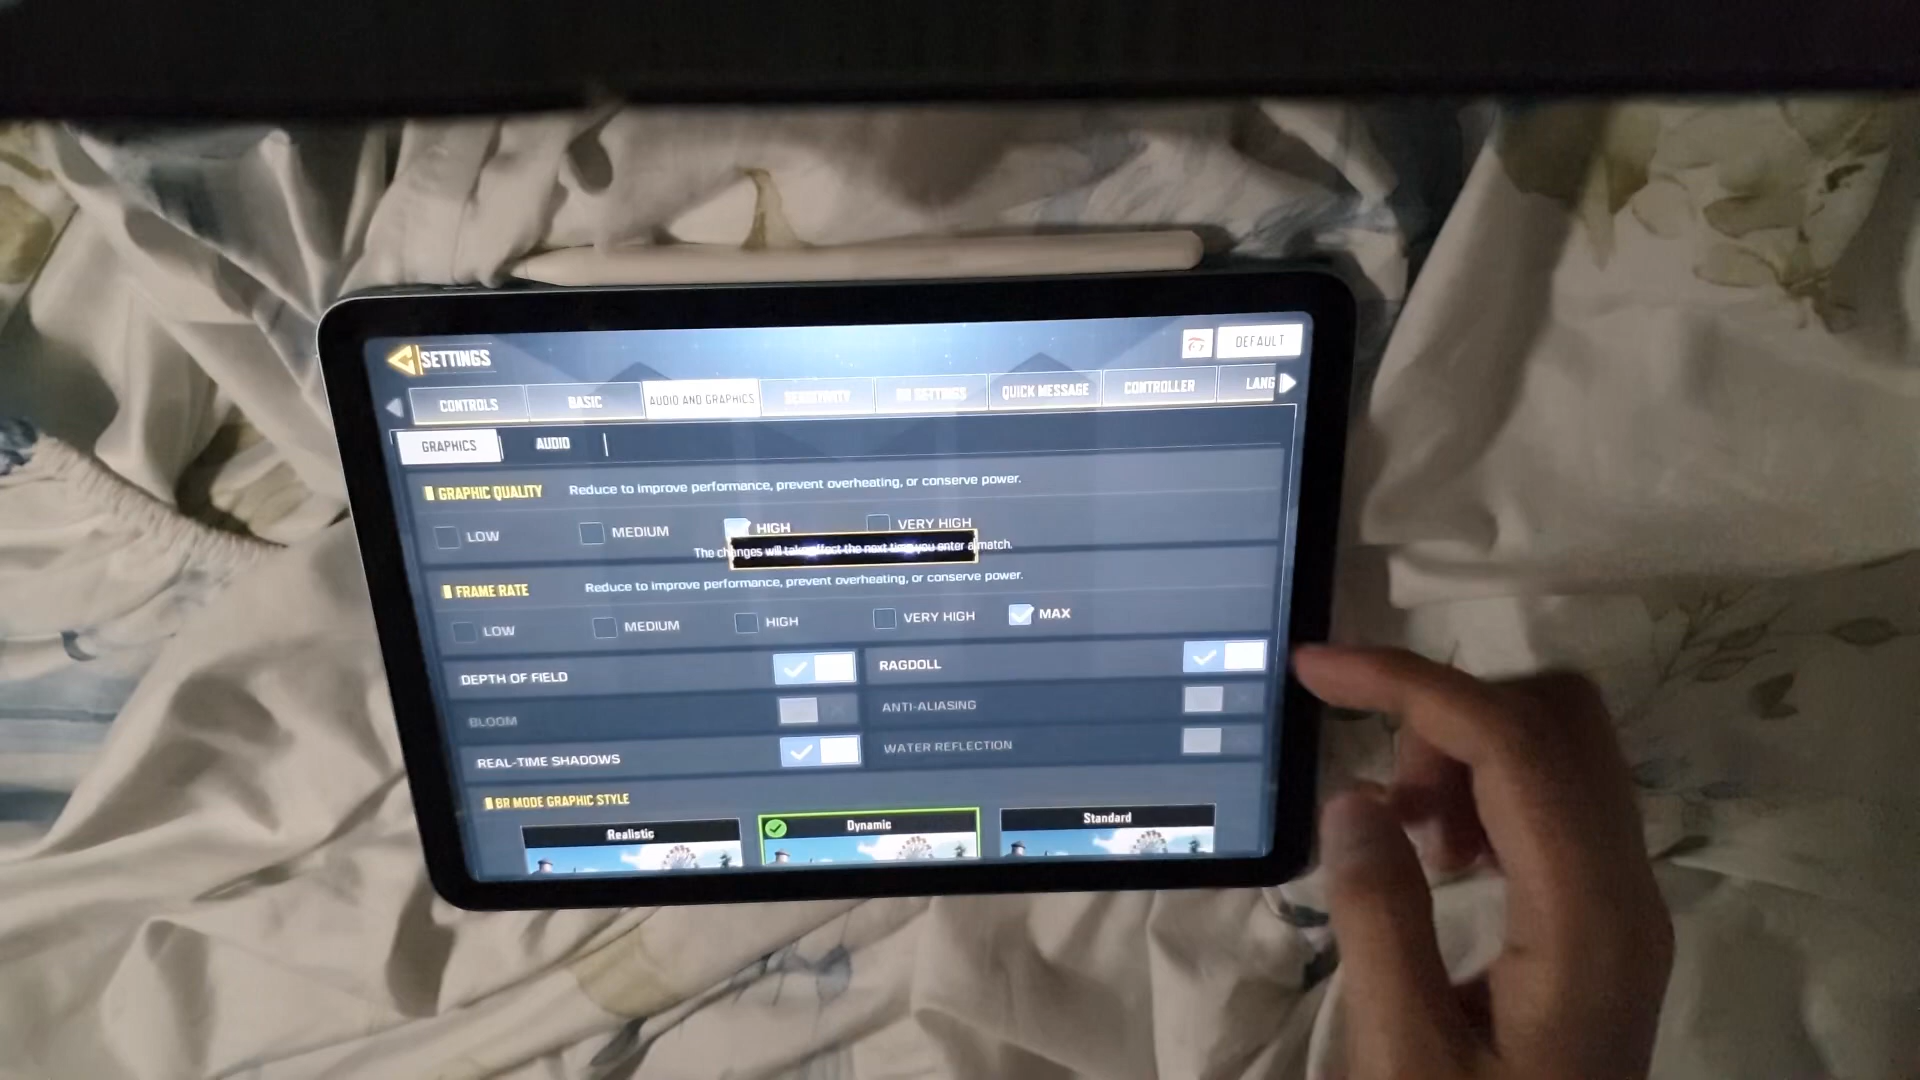 SETTINGS
DEFAULT
CONTROLS
BASIC
AUDIO AND GRAPHICS
SENSITIVITY
BR SETTINGS
QUICK MESSAGE
CONTROLLER
LANG
GRAPHICS
AUDIO
GRAPHIC QUALITY
Reduce to improve performance, prevent overheating, or conserve power.
LOW
MEDIUM
HIGH
VERY HIGH
The changes will take effect the next time you enter a match.
FRAME RATE
Reduce to improve performance, prevent overheating, or conserve power.
LOW
MEDIUM
HIGH
VERY HIGH
MAX
DEPTH OF FIELD
RAGDOLL
BLOOM
ANTI-ALIASING
REAL-TIME SHADOWS
WATER REFLECTION
BR MODE GRAPHIC STYLE
Realistic
Dynamic
Standard